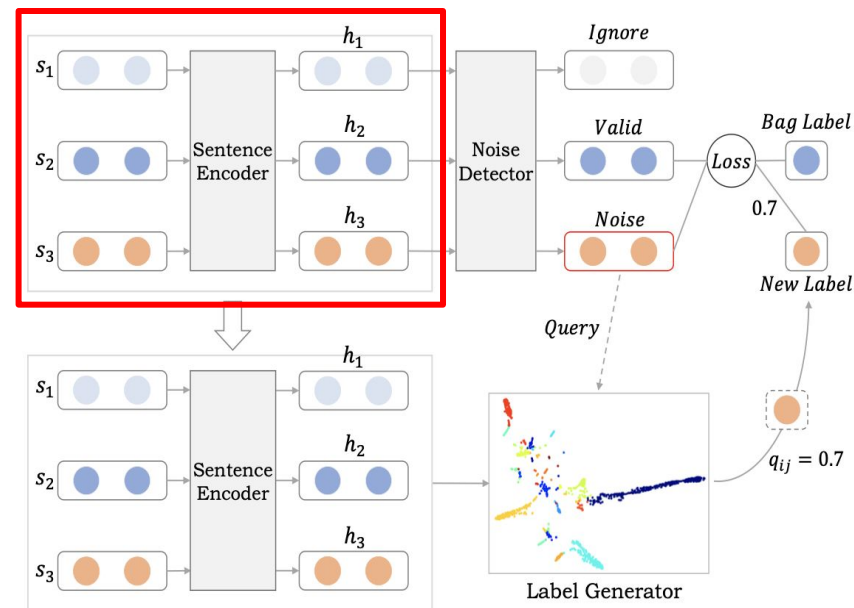 s₁
h₁
Ignore
s₂
Sentence
Encoder
h₂
Noise
Detector
Valid
Loss
Bag Label
0.7
s₃
h₃
Noise
New Label
Query
s₁
h₁
s₂
Sentence
Encoder
h₂
qᵢⱼ = 0.7
s₃
h₃
Label Generator